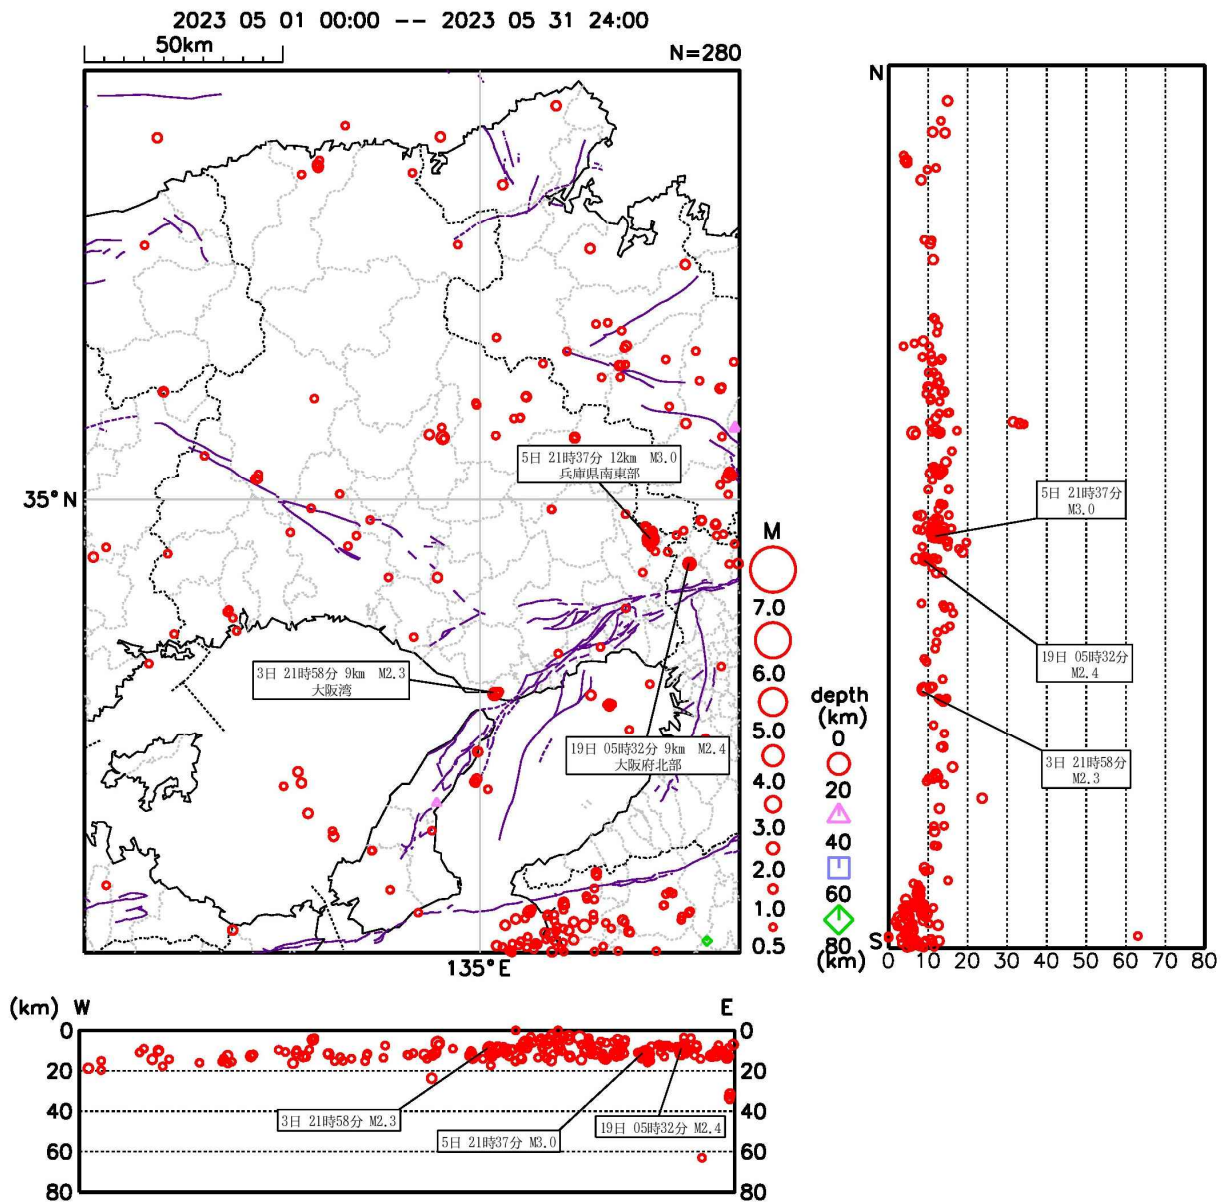 2023 05 01 00:00 -- 2023 05 31 24:00
50km
N=280
N
5日 21時37分 12km M3.0
兵庫県南東部
35°N
5日 21時37分
M3.0
M
7.0
6.0
5.0
4.0
3.0
2.0
1.0
0.5
3日 21時58分 9km M2.3
大阪湾
19日 05時32分
M2.4
depth
(km)
0
20
40
60
80
(km)
19日 05時32分 9km M2.4
大阪府北部
3日 21時58分
M2.3
S
135°E
0 10 20 30 40 50 60 70 80
(km) W
E
0
20
40
60
80
0
20
40
60
80
3日 21時58分 M2.3
5日 21時37分 M3.0
19日 05時32分 M2.4